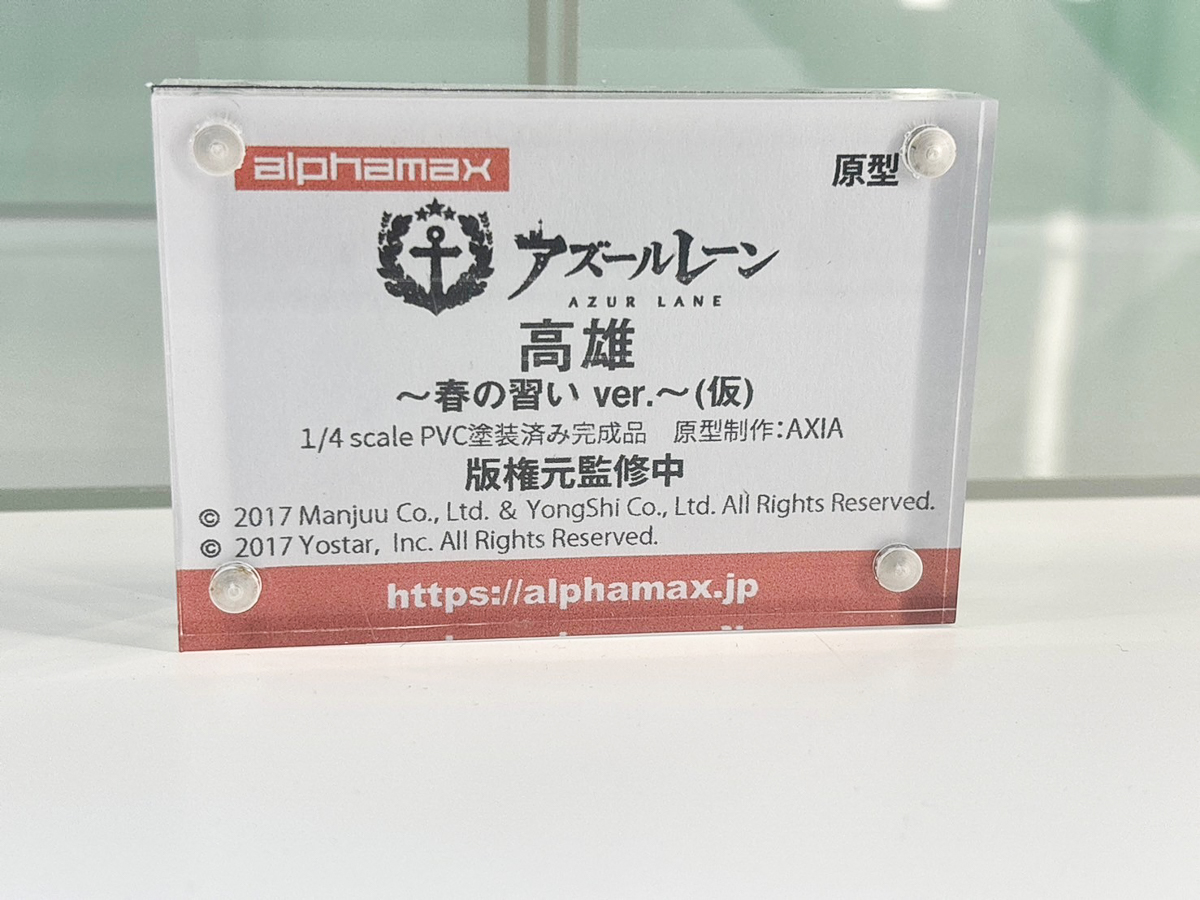 alphamax
原型
アズールレーン
AZUR LANE
高雄
～春の習い ver.～(仮)
1/4 scale PVC塗装済み完成品　原型制作:AXIA
版権元監修中
© 2017 Manjuu Co., Ltd. & YongShi Co., Ltd. All Rights Reserved.
© 2017 Yostar, Inc. All Rights Reserved.
https://alphamax.jp